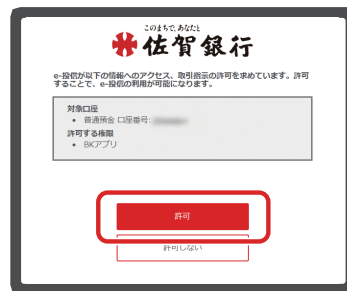 このまちで、あなたと
佐賀銀行
e-投信が以下の情報へのアクセス、取引指示の許可を求めています。許可
することで、e-投信の利用が可能になります。
対象口座
• 普通預金 口座番号:
許可する権限
• BKアプリ
許可
許可しない